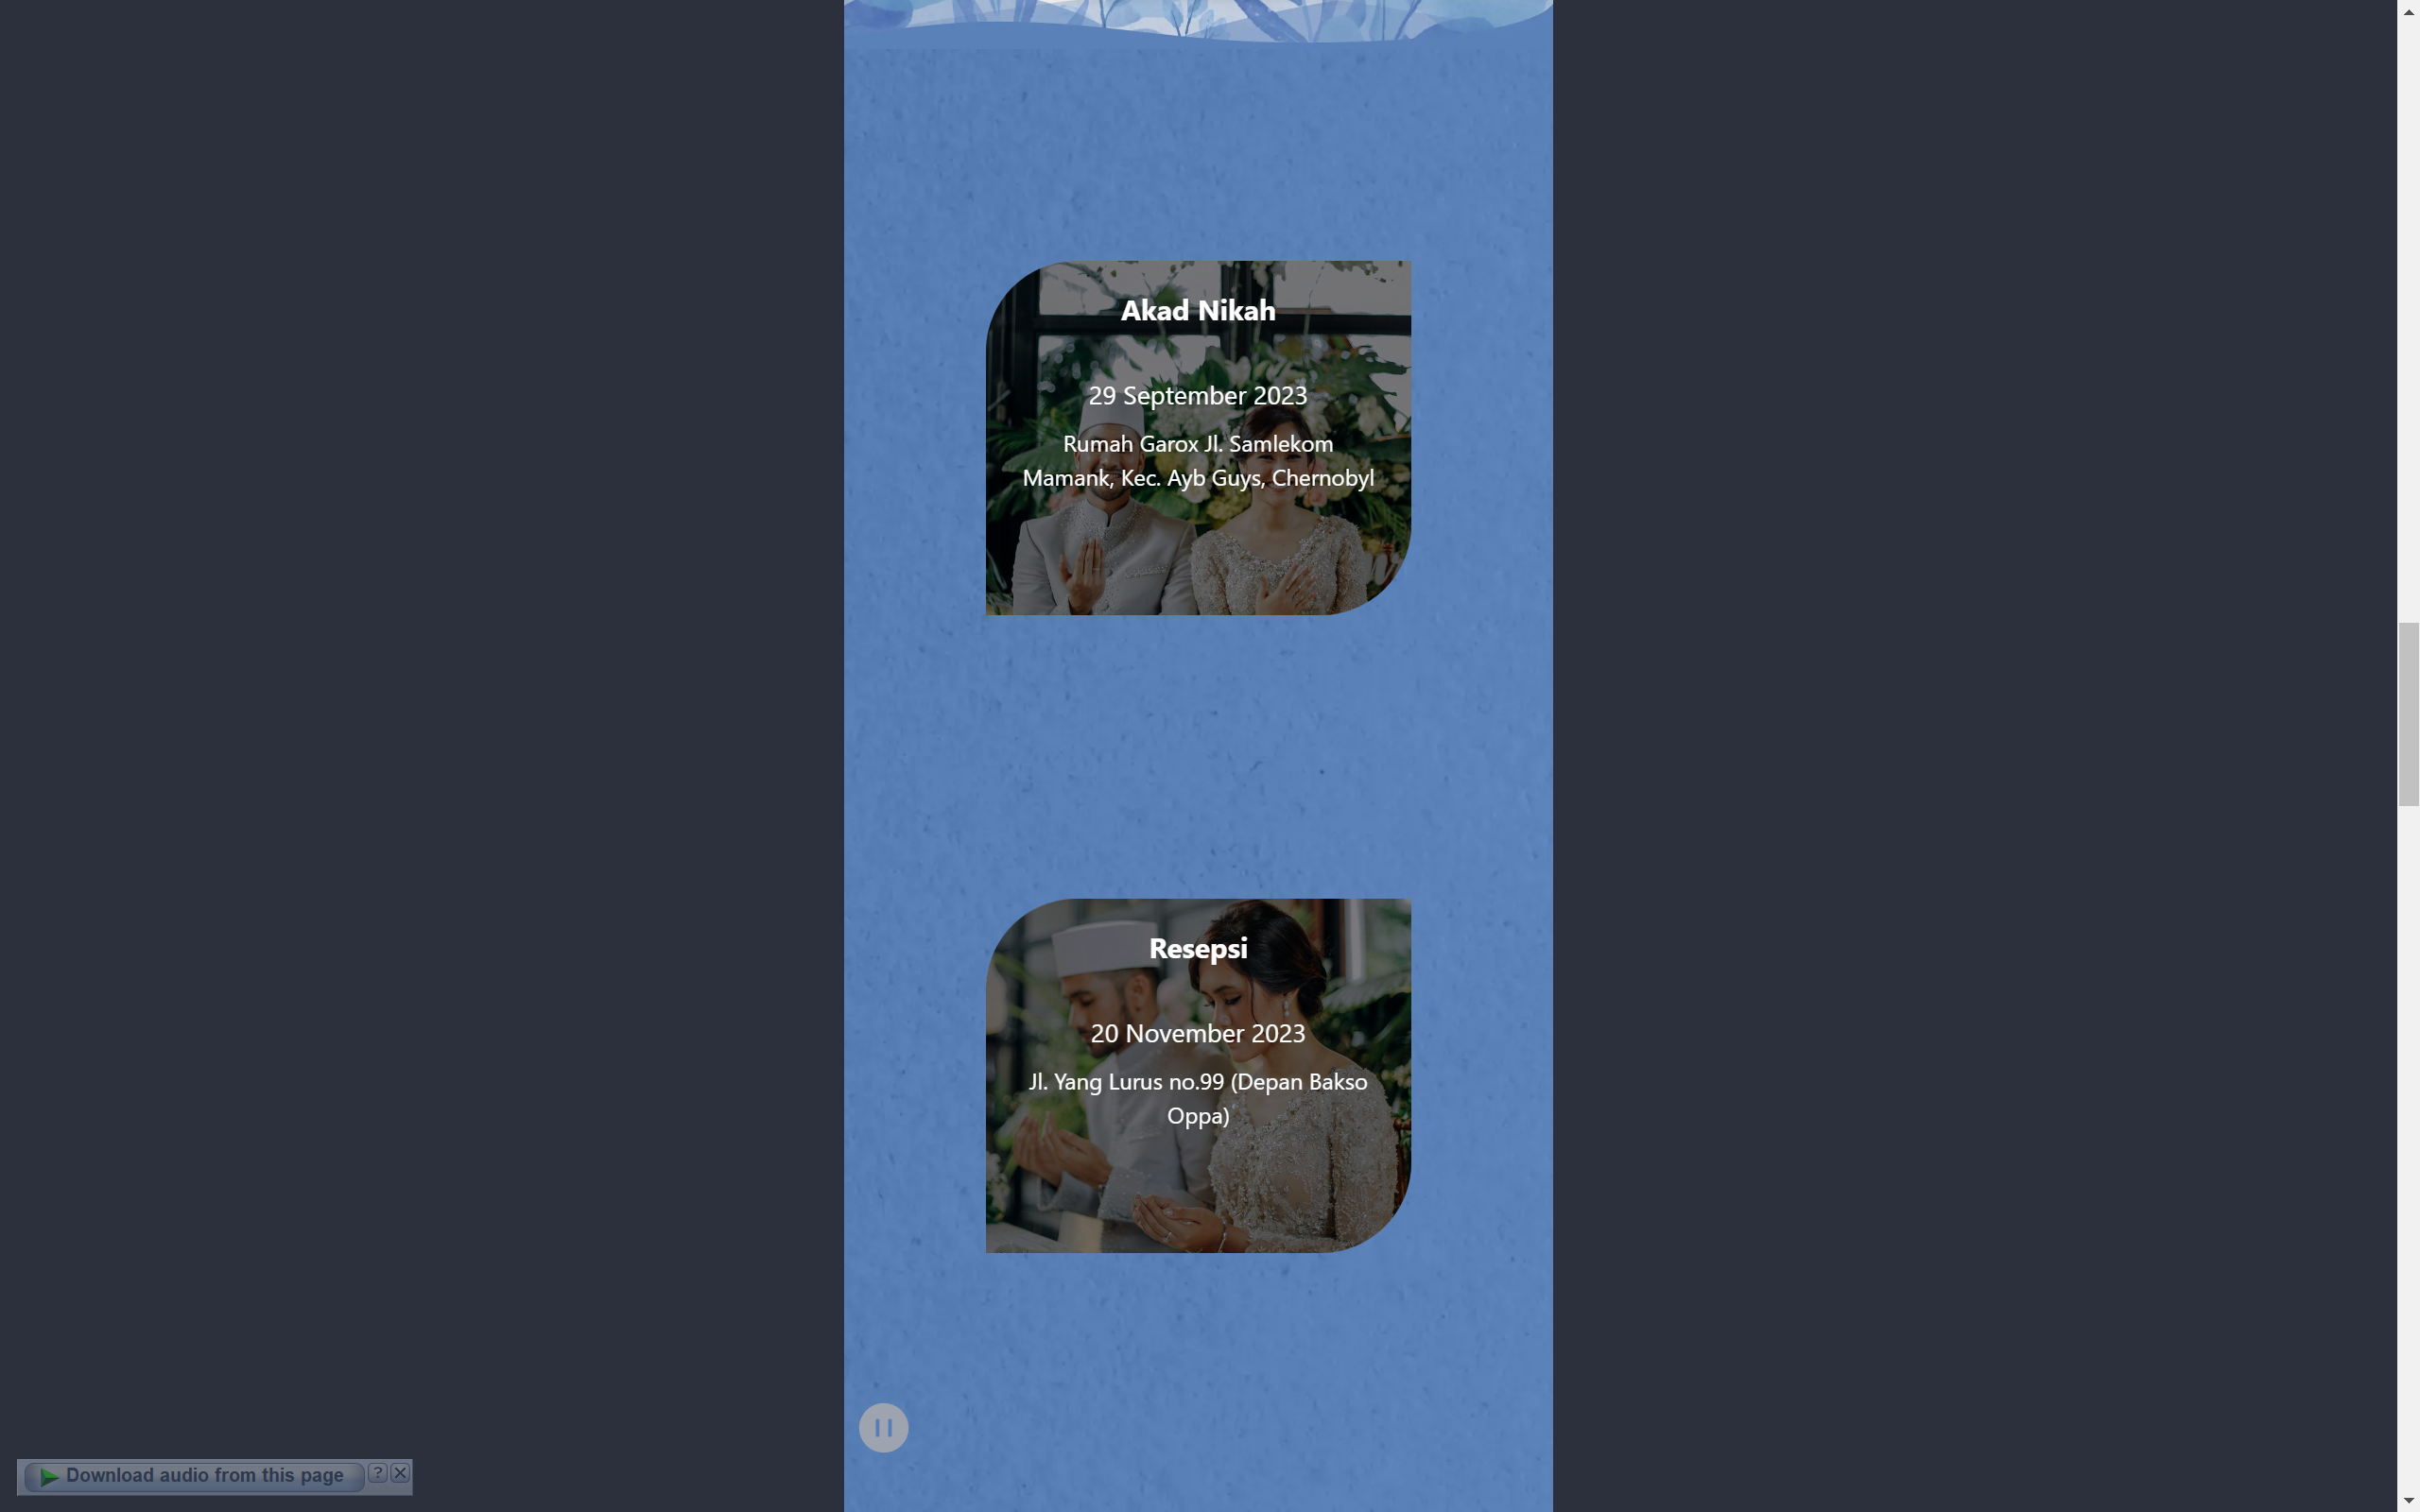 Akad Nikah
29 September 2023
Rumah Garox Jl. Samlekom
Mamank, Kec. Ayb Guys, Chernobyl
Resepsi
20 November 2023
Jl. Yang Lurus no.99 (Depan Bakso
Oppa)
Download audio from this page ?